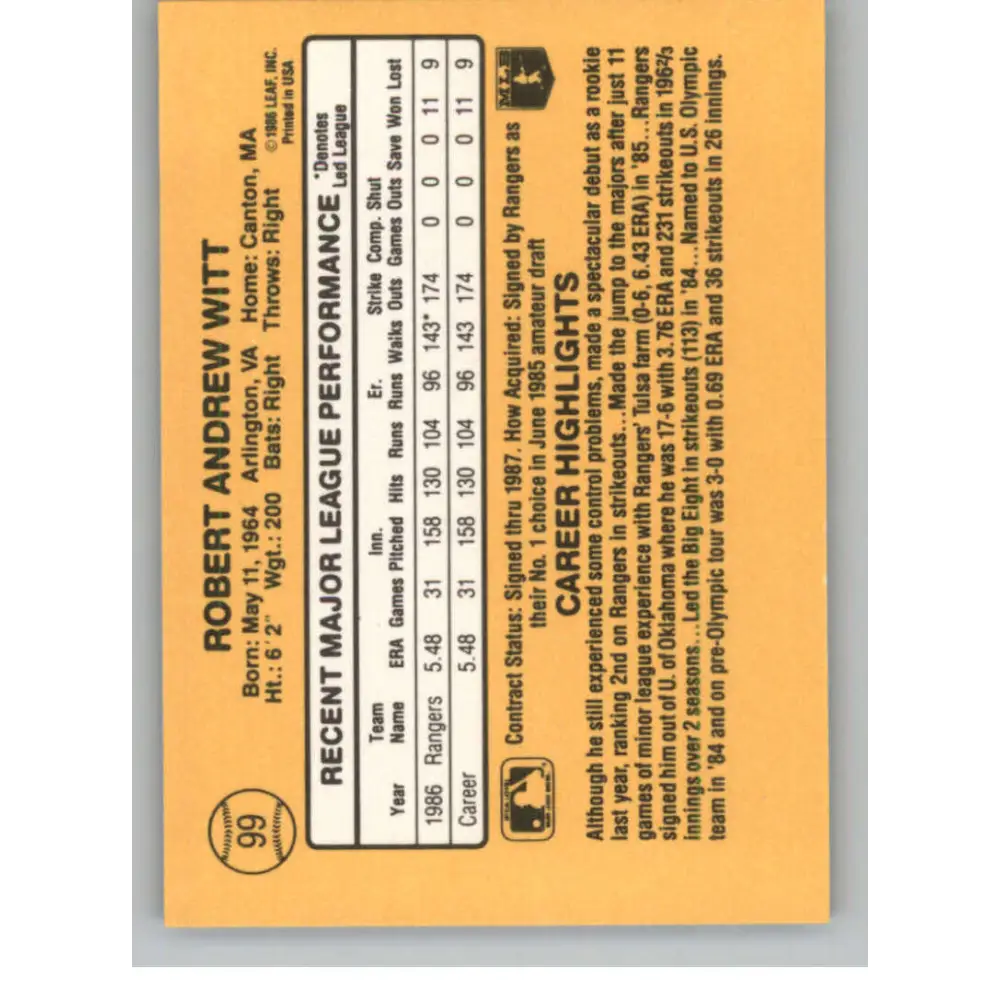 99
ROBERT ANDREW WITT
Born: May 11, 1964 Arlington, VA Home: Canton, MA
Ht.: 6' 2" Wgt.: 200 Bats: Right Throws: Right
©1986 LEAF, INC.
Printed in USA
RECENT MAJOR LEAGUE PERFORMANCE
*Denotes
Led League
Team Inn. Er. Strike Comp. Shut
Year Name ERA Games Pitched Hits Runs Runs Walks Outs Games Outs Save Won Lost
1986 Rangers 5.48 31 158 130 104 96 143* 174 0 0 0 11 9
Career 5.48 31 158 130 104 96 143 174 0 0 0 11 9
Contract Status: Signed thru 1987. How Acquired: Signed by Rangers as
their No. 1 choice in June 1985 amateur draft
MLB
CAREER HIGHLIGHTS
Although he still experienced some control problems, made a spectacular debut as a rookie
last year, ranking 2nd on Rangers in strikeouts...Made the jump to the majors after just 11
games of minor league experience with Rangers' Tulsa farm (0-6, 6.43 ERA) in '85...Rangers
signed him out of U. of Oklahoma where he was 17-6 with 3.76 ERA and 231 strikeouts in 196⅔
innings over 2 seasons...Led the Big Eight in strikeouts (113) in '84...Named to U.S. Olympic
team in '84 and on pre-Olympic tour was 3-0 with 0.69 ERA and 36 strikeouts in 26 innings.